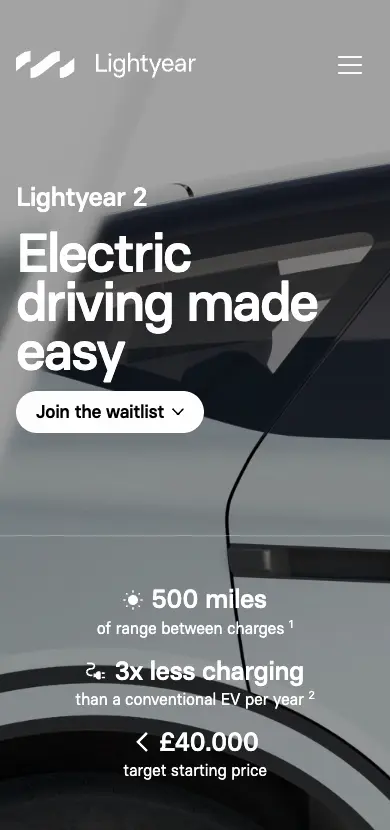 Lightyear
Lightyear 2
Electric
driving made
easy
Join the waitlist
500 miles
of range between charges ¹
3x less charging
than a conventional EV per year ²
< £40.000
target starting price